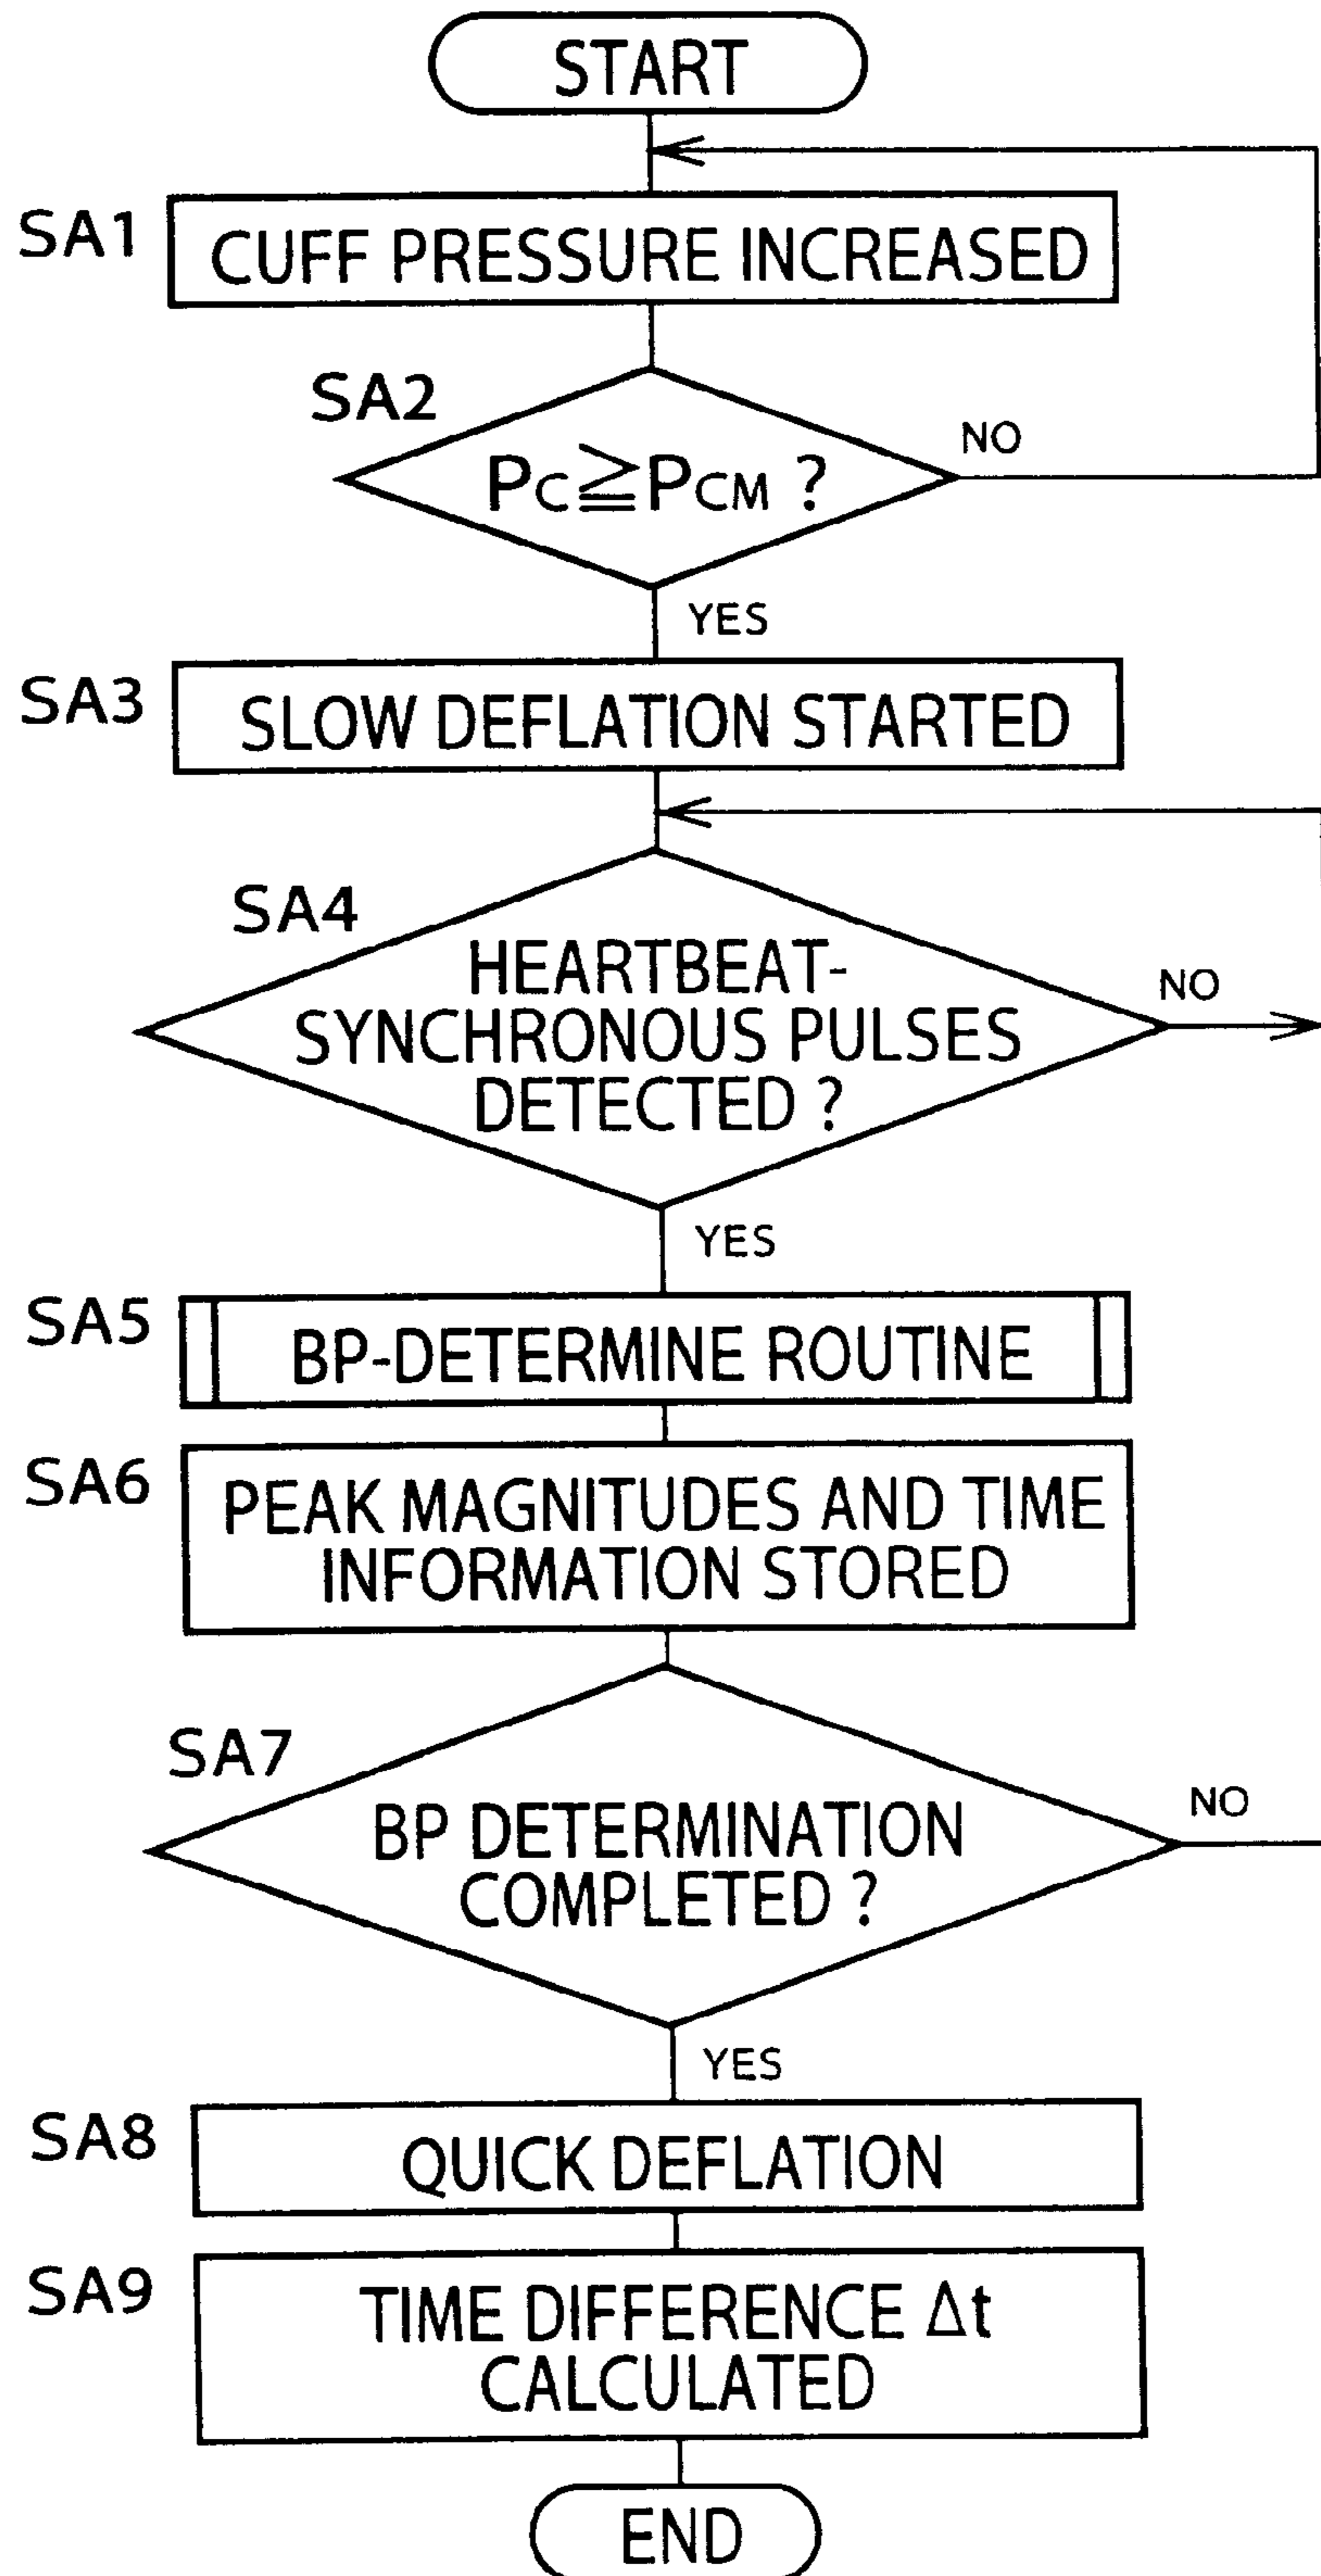 START
SA1
CUFF PRESSURE INCREASED
SA2
PC≧PCM ?
NO
YES
SA3
SLOW DEFLATION STARTED
SA4
HEARTBEAT-
SYNCHRONOUS PULSES
DETECTED ?
NO
YES
SA5
BP-DETERMINE ROUTINE
SA6
PEAK MAGNITUDES AND TIME
INFORMATION STORED
SA7
BP DETERMINATION
COMPLETED ?
NO
YES
SA8
QUICK DEFLATION
SA9
TIME DIFFERENCE Δt
CALCULATED
END